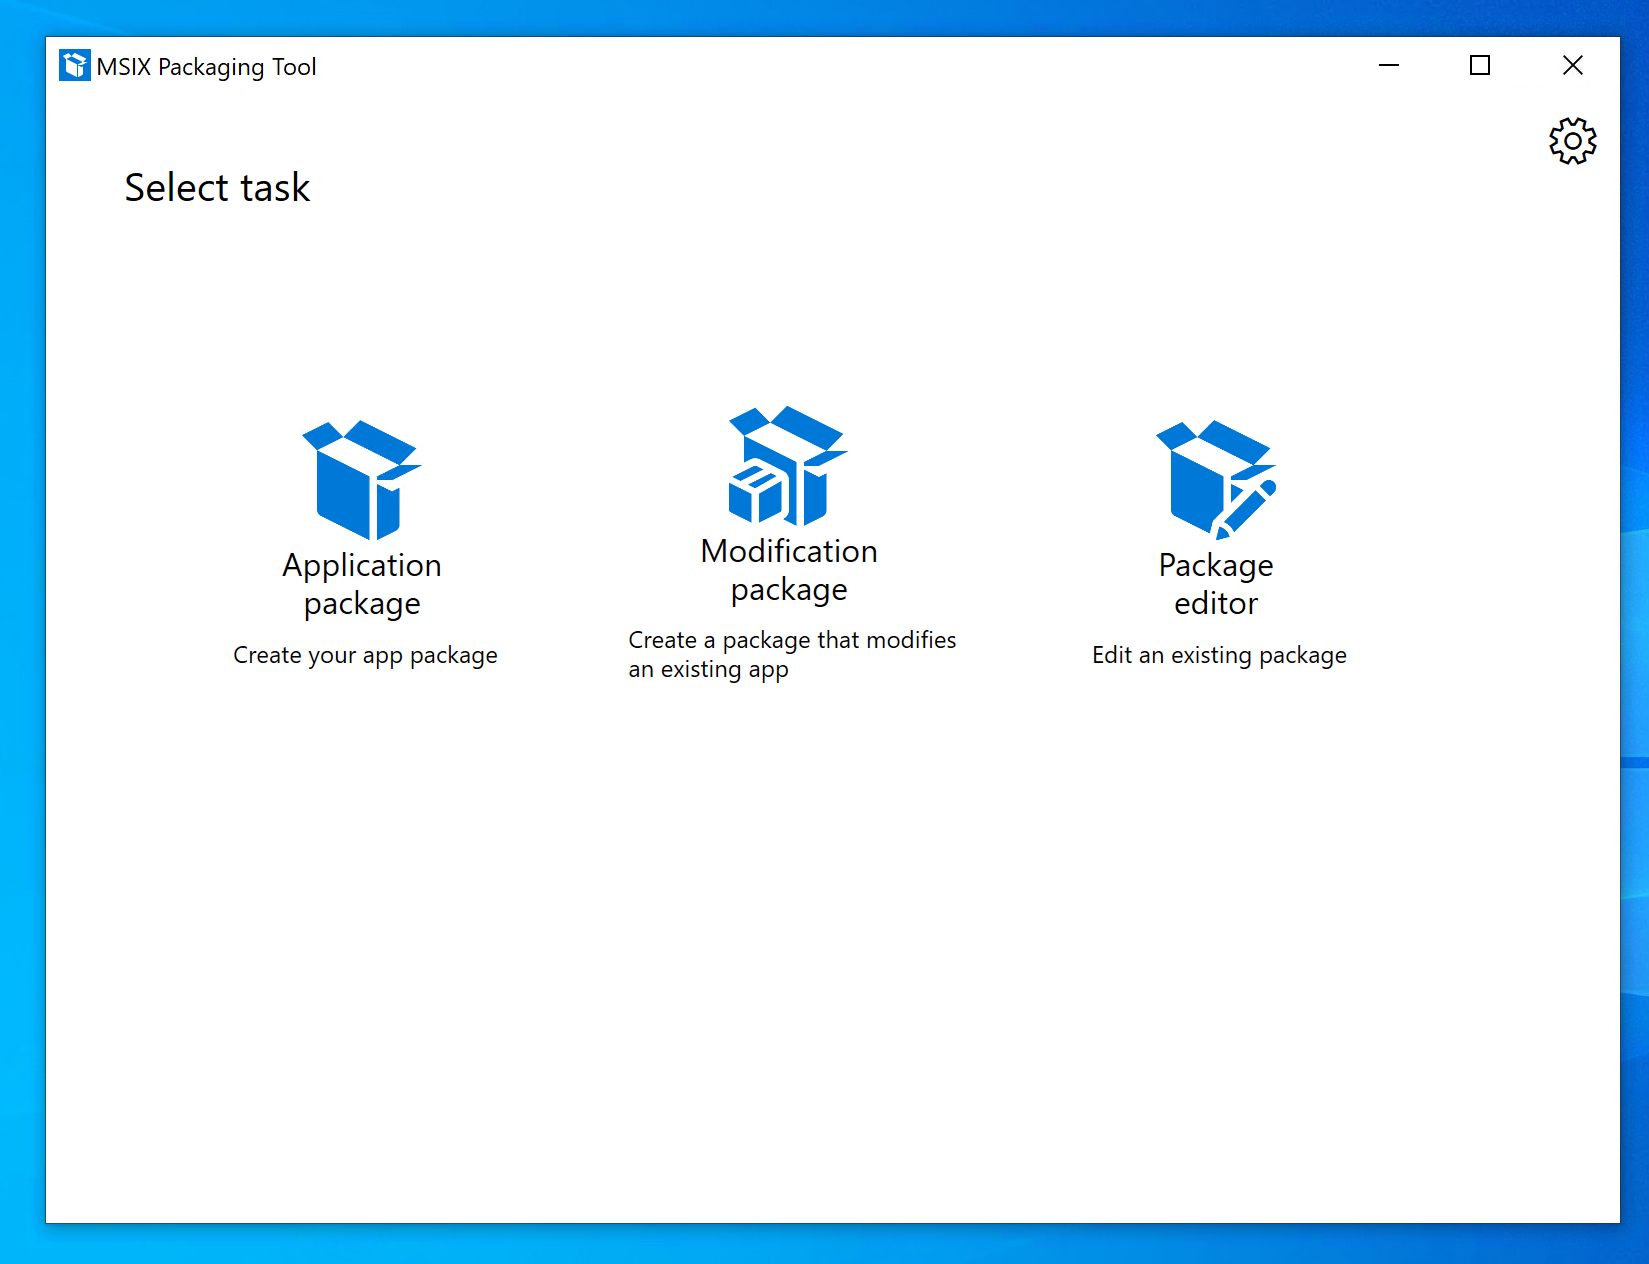 MSIX Packaging Tool
Select task
Application
package
Create your app package
Modification
package
Create a package that modifies
an existing app
Package
editor
Edit an existing package